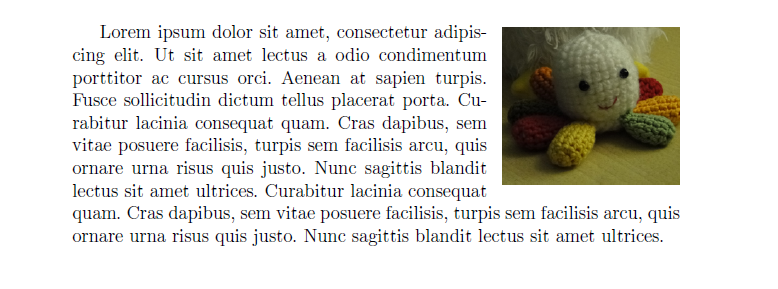 Lorem ipsum dolor sit amet, consectetur adipis-
cing elit. Ut sit amet lectus a odio condimentum
porttitor ac cursus orci. Aenean at sapien turpis.
Fusce sollicitudin dictum tellus placerat porta. Cu-
rabitur lacinia consequat quam. Cras dapibus, sem
vitae posuere facilisis, turpis sem facilisis arcu, quis
ornare urna risus quis justo. Nunc sagittis blandit
lectus sit amet ultrices. Curabitur lacinia consequat
quam. Cras dapibus, sem vitae posuere facilisis, turpis sem facilisis arcu, quis
ornare urna risus quis justo. Nunc sagittis blandit lectus sit amet ultrices.